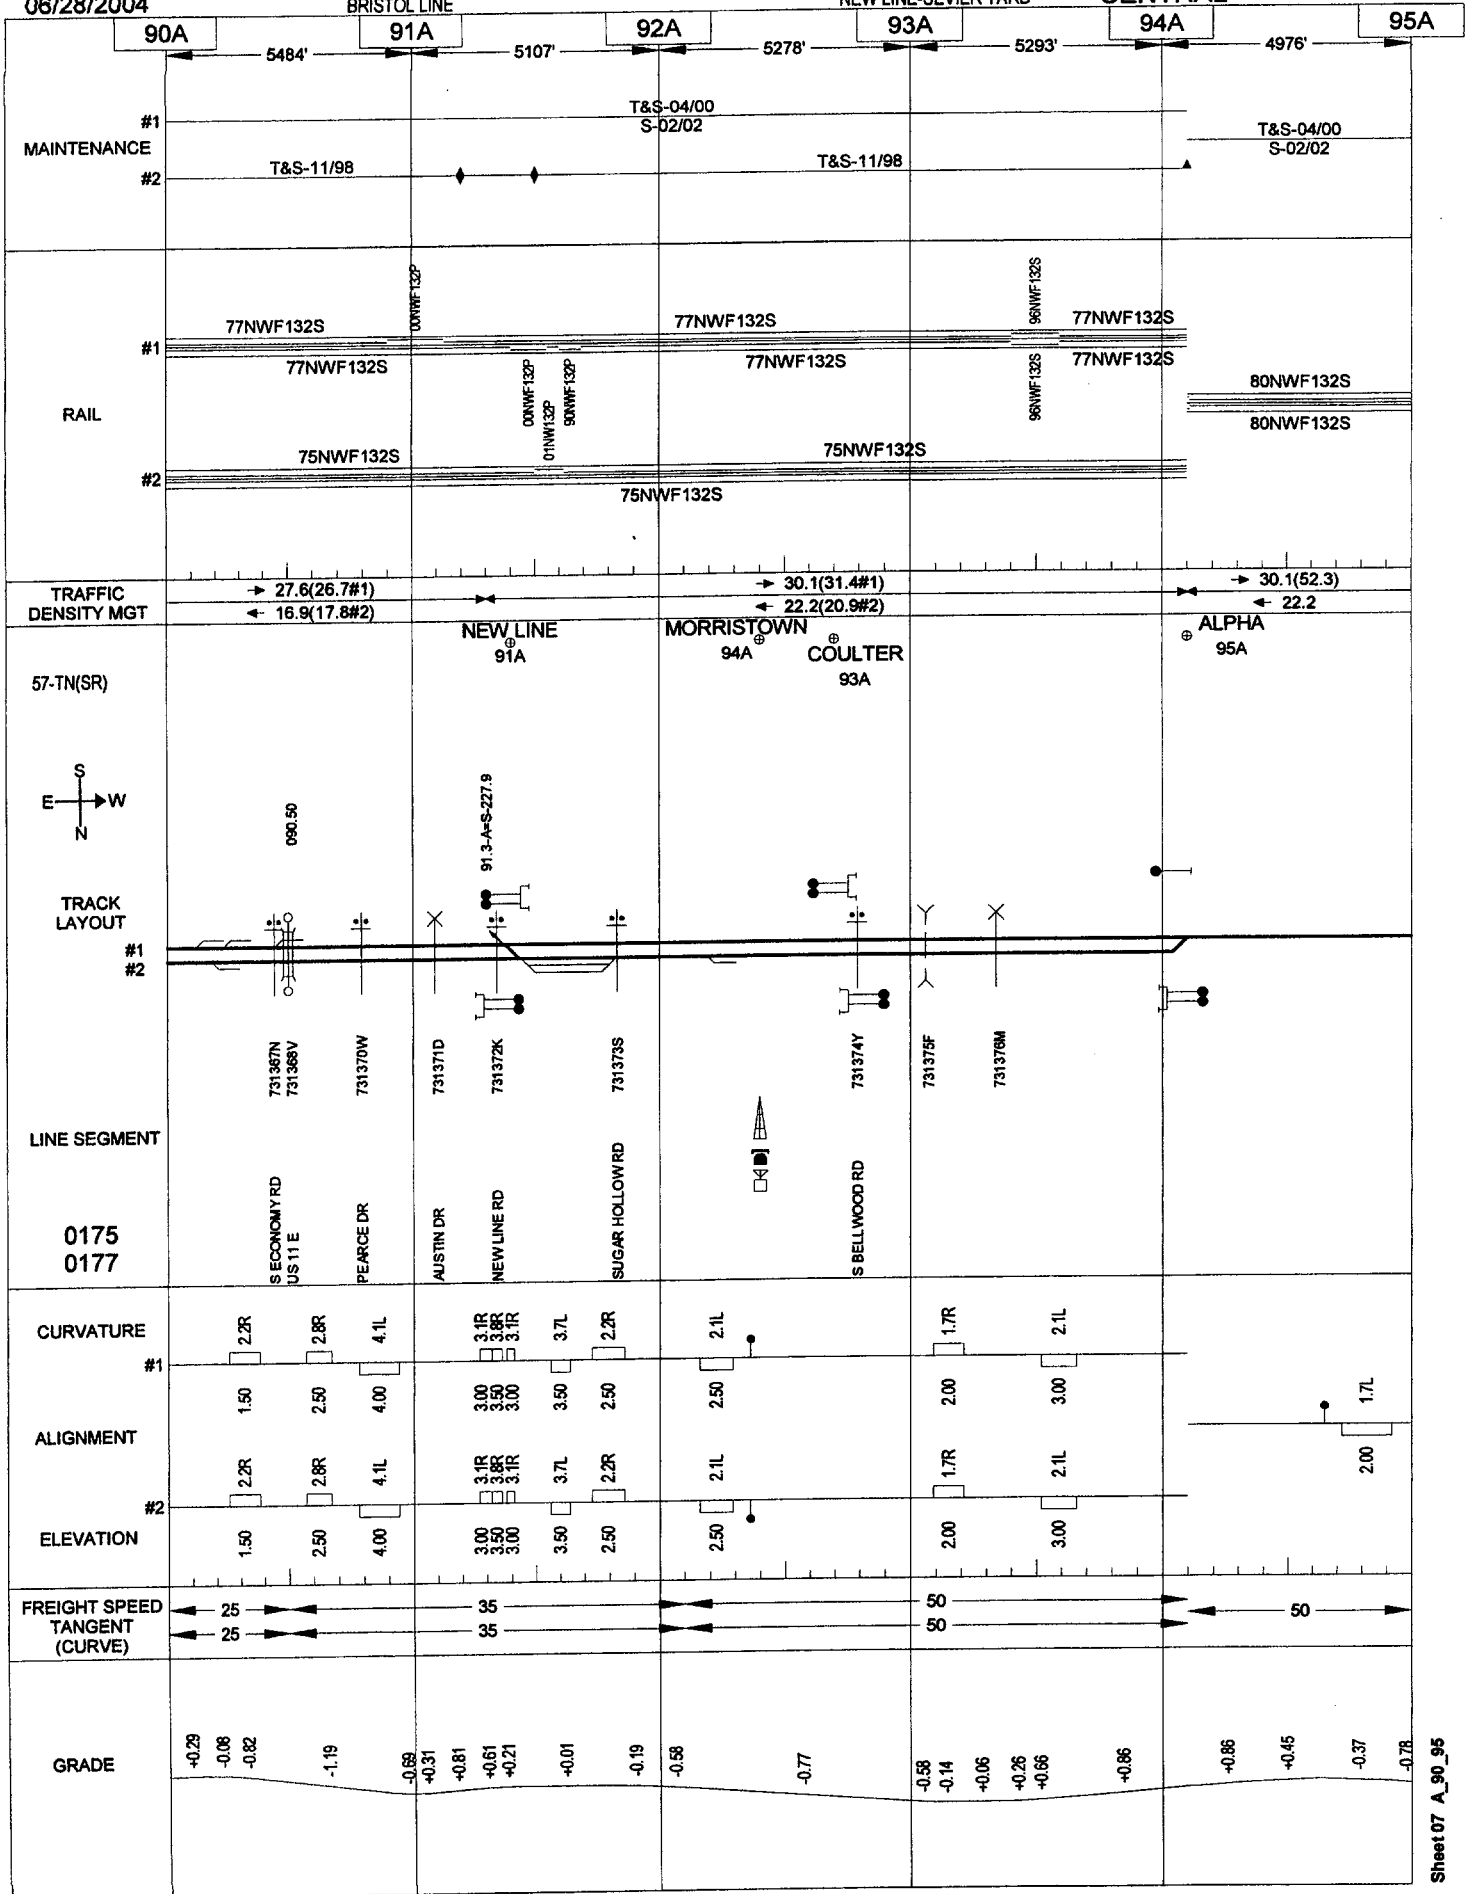 06/28/2004
BRISTOL LINE
90A
91A
92A
93A
94A
95A
5484'
5107'
5278'
5293'
4976'
MAINTENANCE
#1
#2
T&S-04/00
S-02/02
T&S-04/00
S-02/02
T&S-11/98
T&S-11/98
RAIL
#1
#2
77NWF132S
00NWF132P
77NWF132S
96NWF132S
77NWF132S
77NWF132S
00NWF132P
01NW132P
90NWF132P
77NWF132S
96NWF132S
77NWF132S
80NWF132S
80NWF132S
75NWF132S
75NWF132S
75NWF132S
TRAFFIC
DENSITY MGT
27.6(26.7#1)
30.1(31.4#1)
30.1(52.3)
16.9(17.8#2)
22.2(20.9#2)
22.2
57-TN(SR)
NEW LINE
91A
MORRISTOWN
94A
COULTER
93A
ALPHA
95A
S
E
W
N
090.50
91.3-A=S-227.9
TRACK
LAYOUT
#1
#2
731367N
731368V
731370W
731371D
731372K
731373S
731374Y
731375F
731376M
LINE SEGMENT
0175
0177
S ECONOMY RD
US 11 E
PEARCE DR
AUSTIN DR
NEW LINE RD
SUGAR HOLLOW RD
S BELLWOOD RD
CURVATURE
#1
2.2R
2.8R
4.1L
3.1R
3.8R
3.1R
3.7L
2.2R
2.1L
1.7R
2.1L
1.50
2.50
4.00
3.00
3.50
3.00
3.50
2.50
2.50
2.00
3.00
ALIGNMENT
1.7L
2.00
#2
2.2R
2.8R
4.1L
3.1R
3.8R
3.1R
3.7L
2.2R
2.1L
1.7R
2.1L
ELEVATION
1.50
2.50
4.00
3.00
3.50
3.00
3.50
2.50
2.50
2.00
3.00
FREIGHT SPEED
TANGENT
(CURVE)
25
35
50
50
25
35
50
GRADE
+0.29
-0.08
-0.82
-1.19
-0.69
+0.31
+0.81
+0.61
+0.21
+0.01
-0.19
-0.58
-0.77
-0.58
-0.14
+0.06
+0.26
+0.66
+0.86
+0.86
+0.45
-0.37
-0.78
Sheet 07 A_90_95